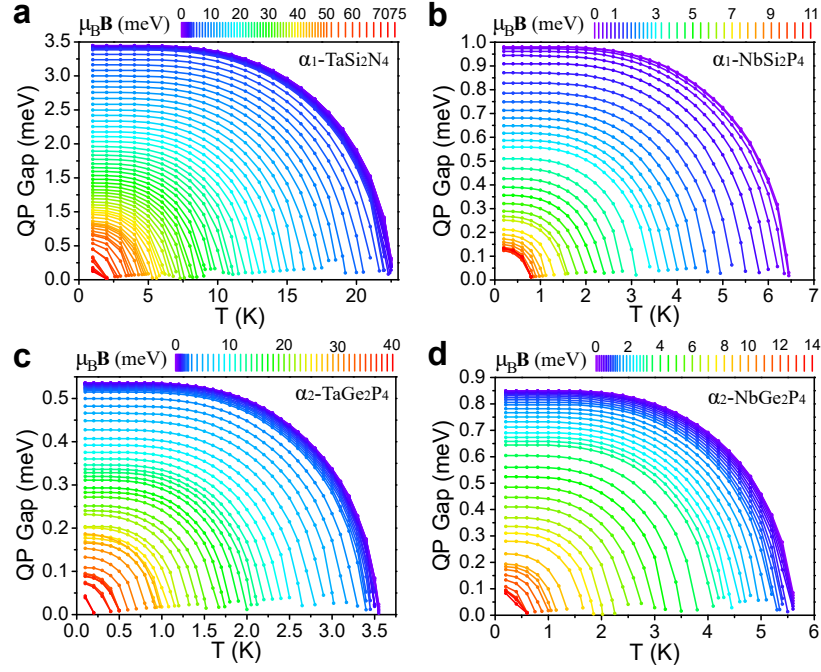 a
μBB (meV) 0 10 20 30 40 50 60 7075
α1-TaSi2N4
QP Gap (meV)
3.5
3.0
2.5
2.0
1.5
1.0
0.5
0.0
5 10 15 20
T (K)
b
μBB (meV) 0 1 3 5 7 9 11
α1-NbSi2P4
QP Gap (meV)
1.0
0.9
0.8
0.7
0.6
0.5
0.4
0.3
0.2
0.1
0.0
0 1 2 3 4 5 6 7
T (K)
c
μBB (meV) 0 10 20 30 40
α2-TaGe2P4
QP Gap (meV)
0.5
0.4
0.3
0.2
0.1
0.0
0.0 0.5 1.0 1.5 2.0 2.5 3.0 3.5
T (K)
d
μBB (meV) 0 2 4 6 8 10 12 14
α2-NbGe2P4
QP Gap (meV)
0.9
0.8
0.7
0.6
0.5
0.4
0.3
0.2
0.1
0.0
0 1 2 3 4 5 6
T (K)